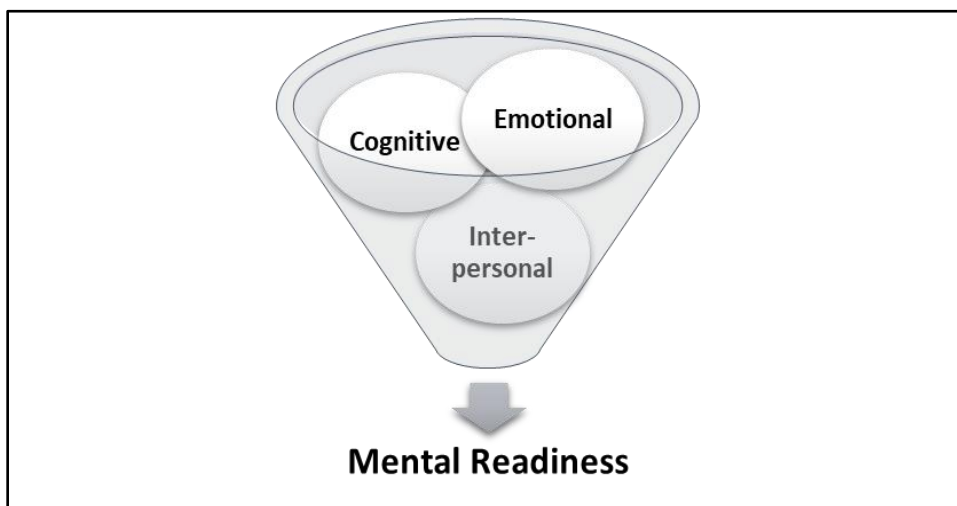 Cognitive
Emotional
Inter-
personal
Mental Readiness